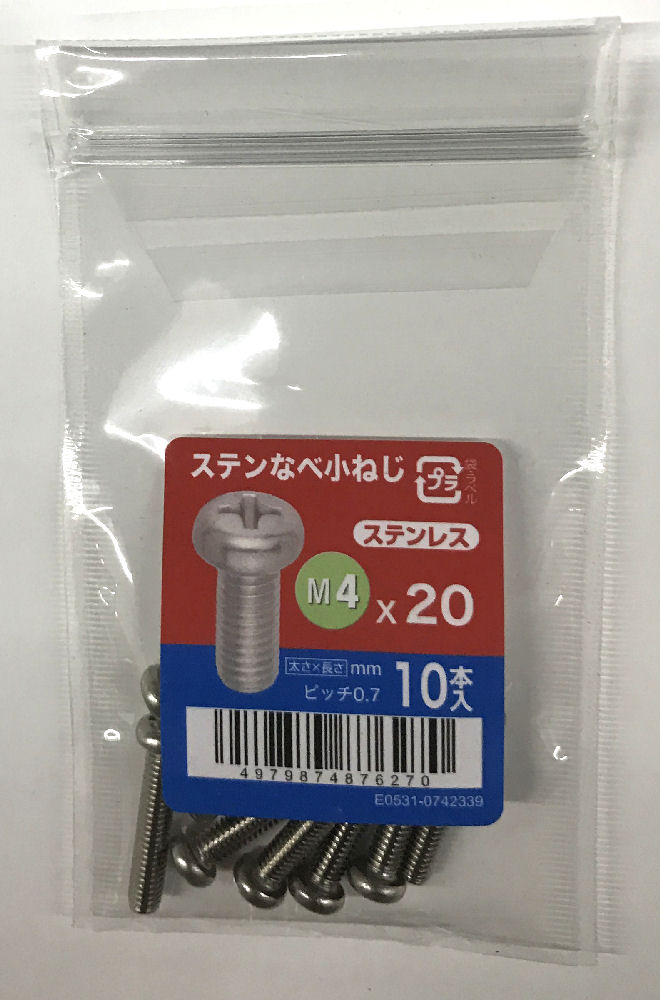 ステンなべ小ねじ
プラ
袋ラベル
ステンレス
M4 x 20
太さ×長さ mm
ピッチ0.7
10本入
4979874876270
E0531-0742339